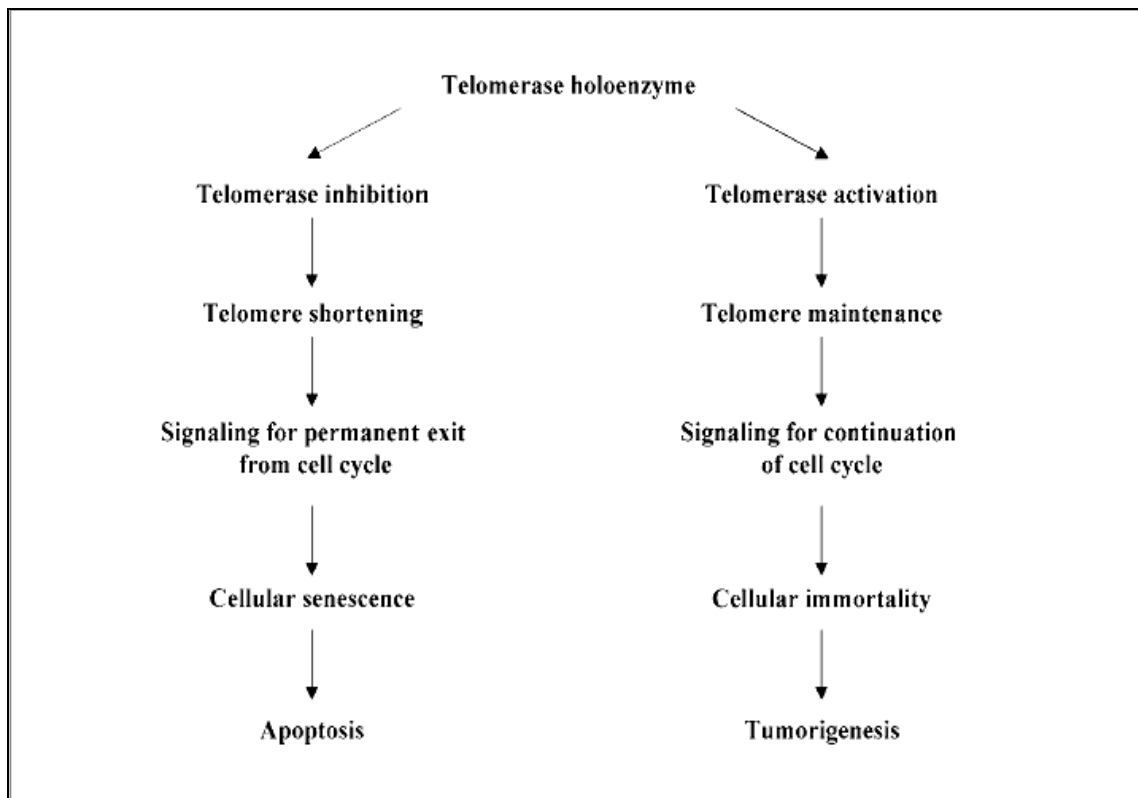 Telomerase holoenzyme
Telomerase inhibition
Telomere shortening
Signaling for permanent exit
from cell cycle
Cellular senescence
Apoptosis
Telomerase activation
Telomere maintenance
Signaling for continuation
of cell cycle
Cellular immortality
Tumorigenesis